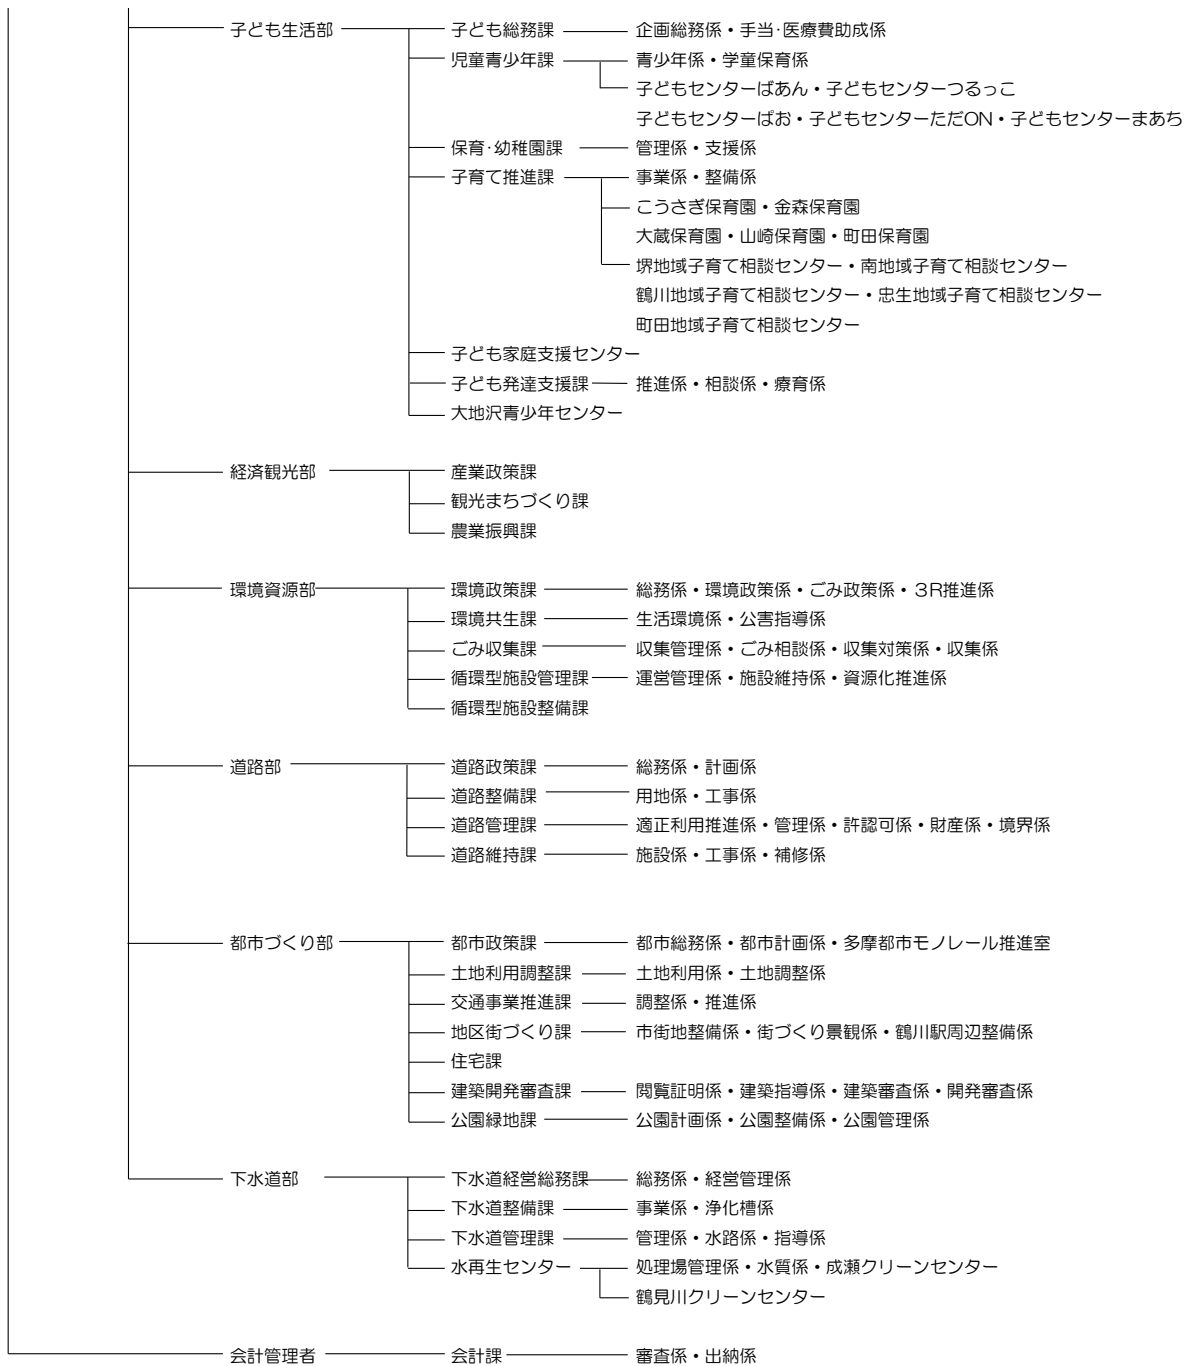 子ども生活部 子ども総務課 企画総務係・手当・医療費助成係
児童青少年課 青少年係・学童保育係
子どもセンターばあん・子どもセンターつるっこ
子どもセンターぱお・子どもセンターただON・子どもセンターまあち
保育・幼稚園課 管理係・支援係
子育て推進課 事業係・整備係
こうさぎ保育園・金森保育園
大蔵保育園・山崎保育園・町田保育園
堺地域子育て相談センター・南地域子育て相談センター
鶴川地域子育て相談センター・忠生地域子育て相談センター
町田地域子育て相談センター
子ども家庭支援センター
子ども発達支援課 推進係・相談係・療育係
大地沢青少年センター
経済観光部 産業政策課
観光まちづくり課
農業振興課
環境資源部 環境政策課 総務係・環境政策係・ごみ政策係・3R推進係
環境共生課 生活環境係・公害指導係
ごみ収集課 収集管理係・ごみ相談係・収集対策係・収集係
循環型施設管理課 運営管理係・施設維持係・資源化推進係
循環型施設整備課
道路部 道路政策課 総務係・計画係
道路整備課 用地係・工事係
道路管理課 適正利用推進係・管理係・許認可係・財産係・境界係
道路維持課 施設係・工事係・補修係
都市づくり部 都市政策課 都市総務係・都市計画係・多摩都市モノレール推進室
土地利用調整課 土地利用係・土地調整係
交通事業推進課 調整係・推進係
地区街づくり課 市街地整備係・街づくり景観係・鶴川駅周辺整備係
住宅課
建築開発審査課 閲覧証明係・建築指導係・建築審査係・開発審査係
公園緑地課 公園計画係・公園整備係・公園管理係
下水道部 下水道経営総務課 総務係・経営管理係
下水道整備課 事業係・浄化槽係
下水道管理課 管理係・水路係・指導係
水再生センター 処理場管理係・水質係・成瀬クリーンセンター
鶴見川クリーンセンター
会計管理者 会計課 審査係・出納係